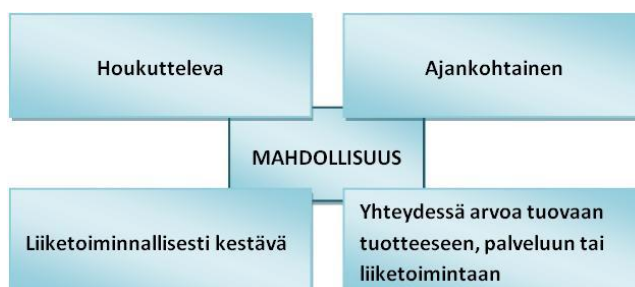 Houkutteleva
Ajankohtainen
MAHDOLLISUUS
Liiketoiminnallisesti kestävä
Yhteydessä arvoa tuovaan
tuotteeseen, palveluun tai
liiketoimintaan